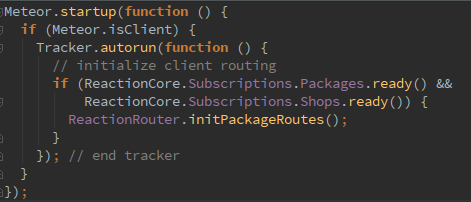 Meteor.startup(function () {
  if (Meteor.isClient) {
    Tracker.autorun(function () {
      // initialize client routing
      if (ReactionCore.Subscriptions.Packages.ready() &&
          ReactionCore.Subscriptions.Shops.ready()) {
        ReactionRouter.initPackageRoutes();
      }
    }); // end tracker
  }
});